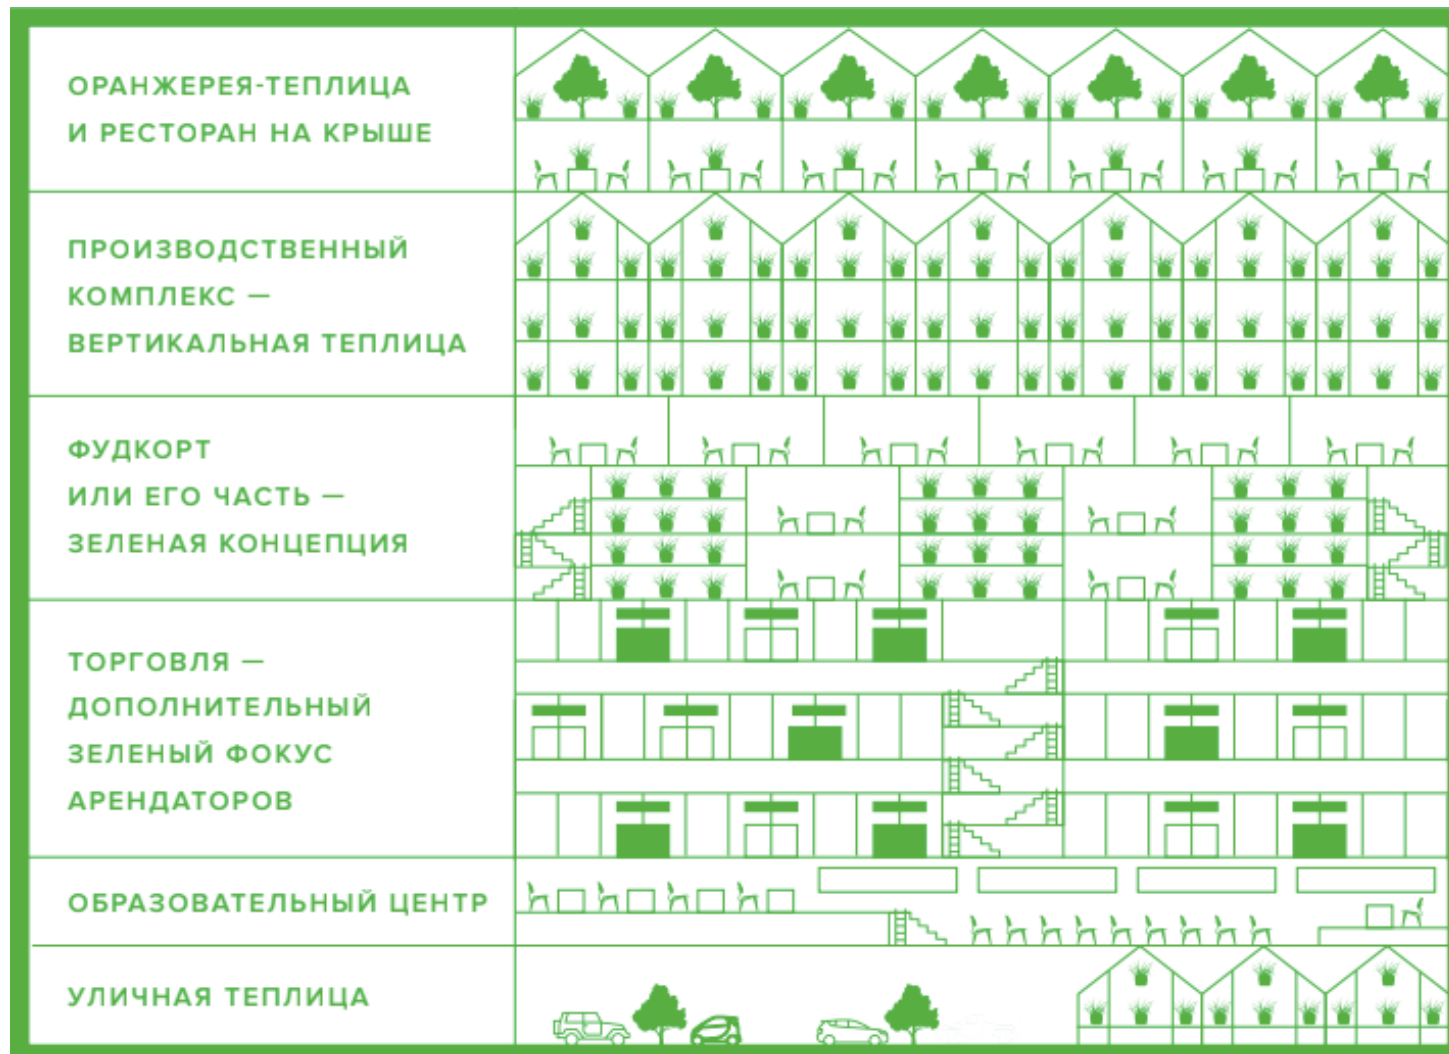 ОРАНЖЕРЕЯ-ТЕПЛИЦА
И РЕСТОРАН НА КРЫШЕ
ПРОИЗВОДСТВЕННЫЙ
КОМПЛЕКС —
ВЕРТИКАЛЬНАЯ ТЕПЛИЦА
ФУДКОРТ
ИЛИ ЕГО ЧАСТЬ —
ЗЕЛЕНАЯ КОНЦЕПЦИЯ
ТОРГОВЛЯ —
ДОПОЛНИТЕЛЬНЫЙ
ЗЕЛЕНЫЙ ФОКУС
АРЕНДАТОРОВ
ОБРАЗОВАТЕЛЬНЫЙ ЦЕНТР
УЛИЧНАЯ ТЕПЛИЦА